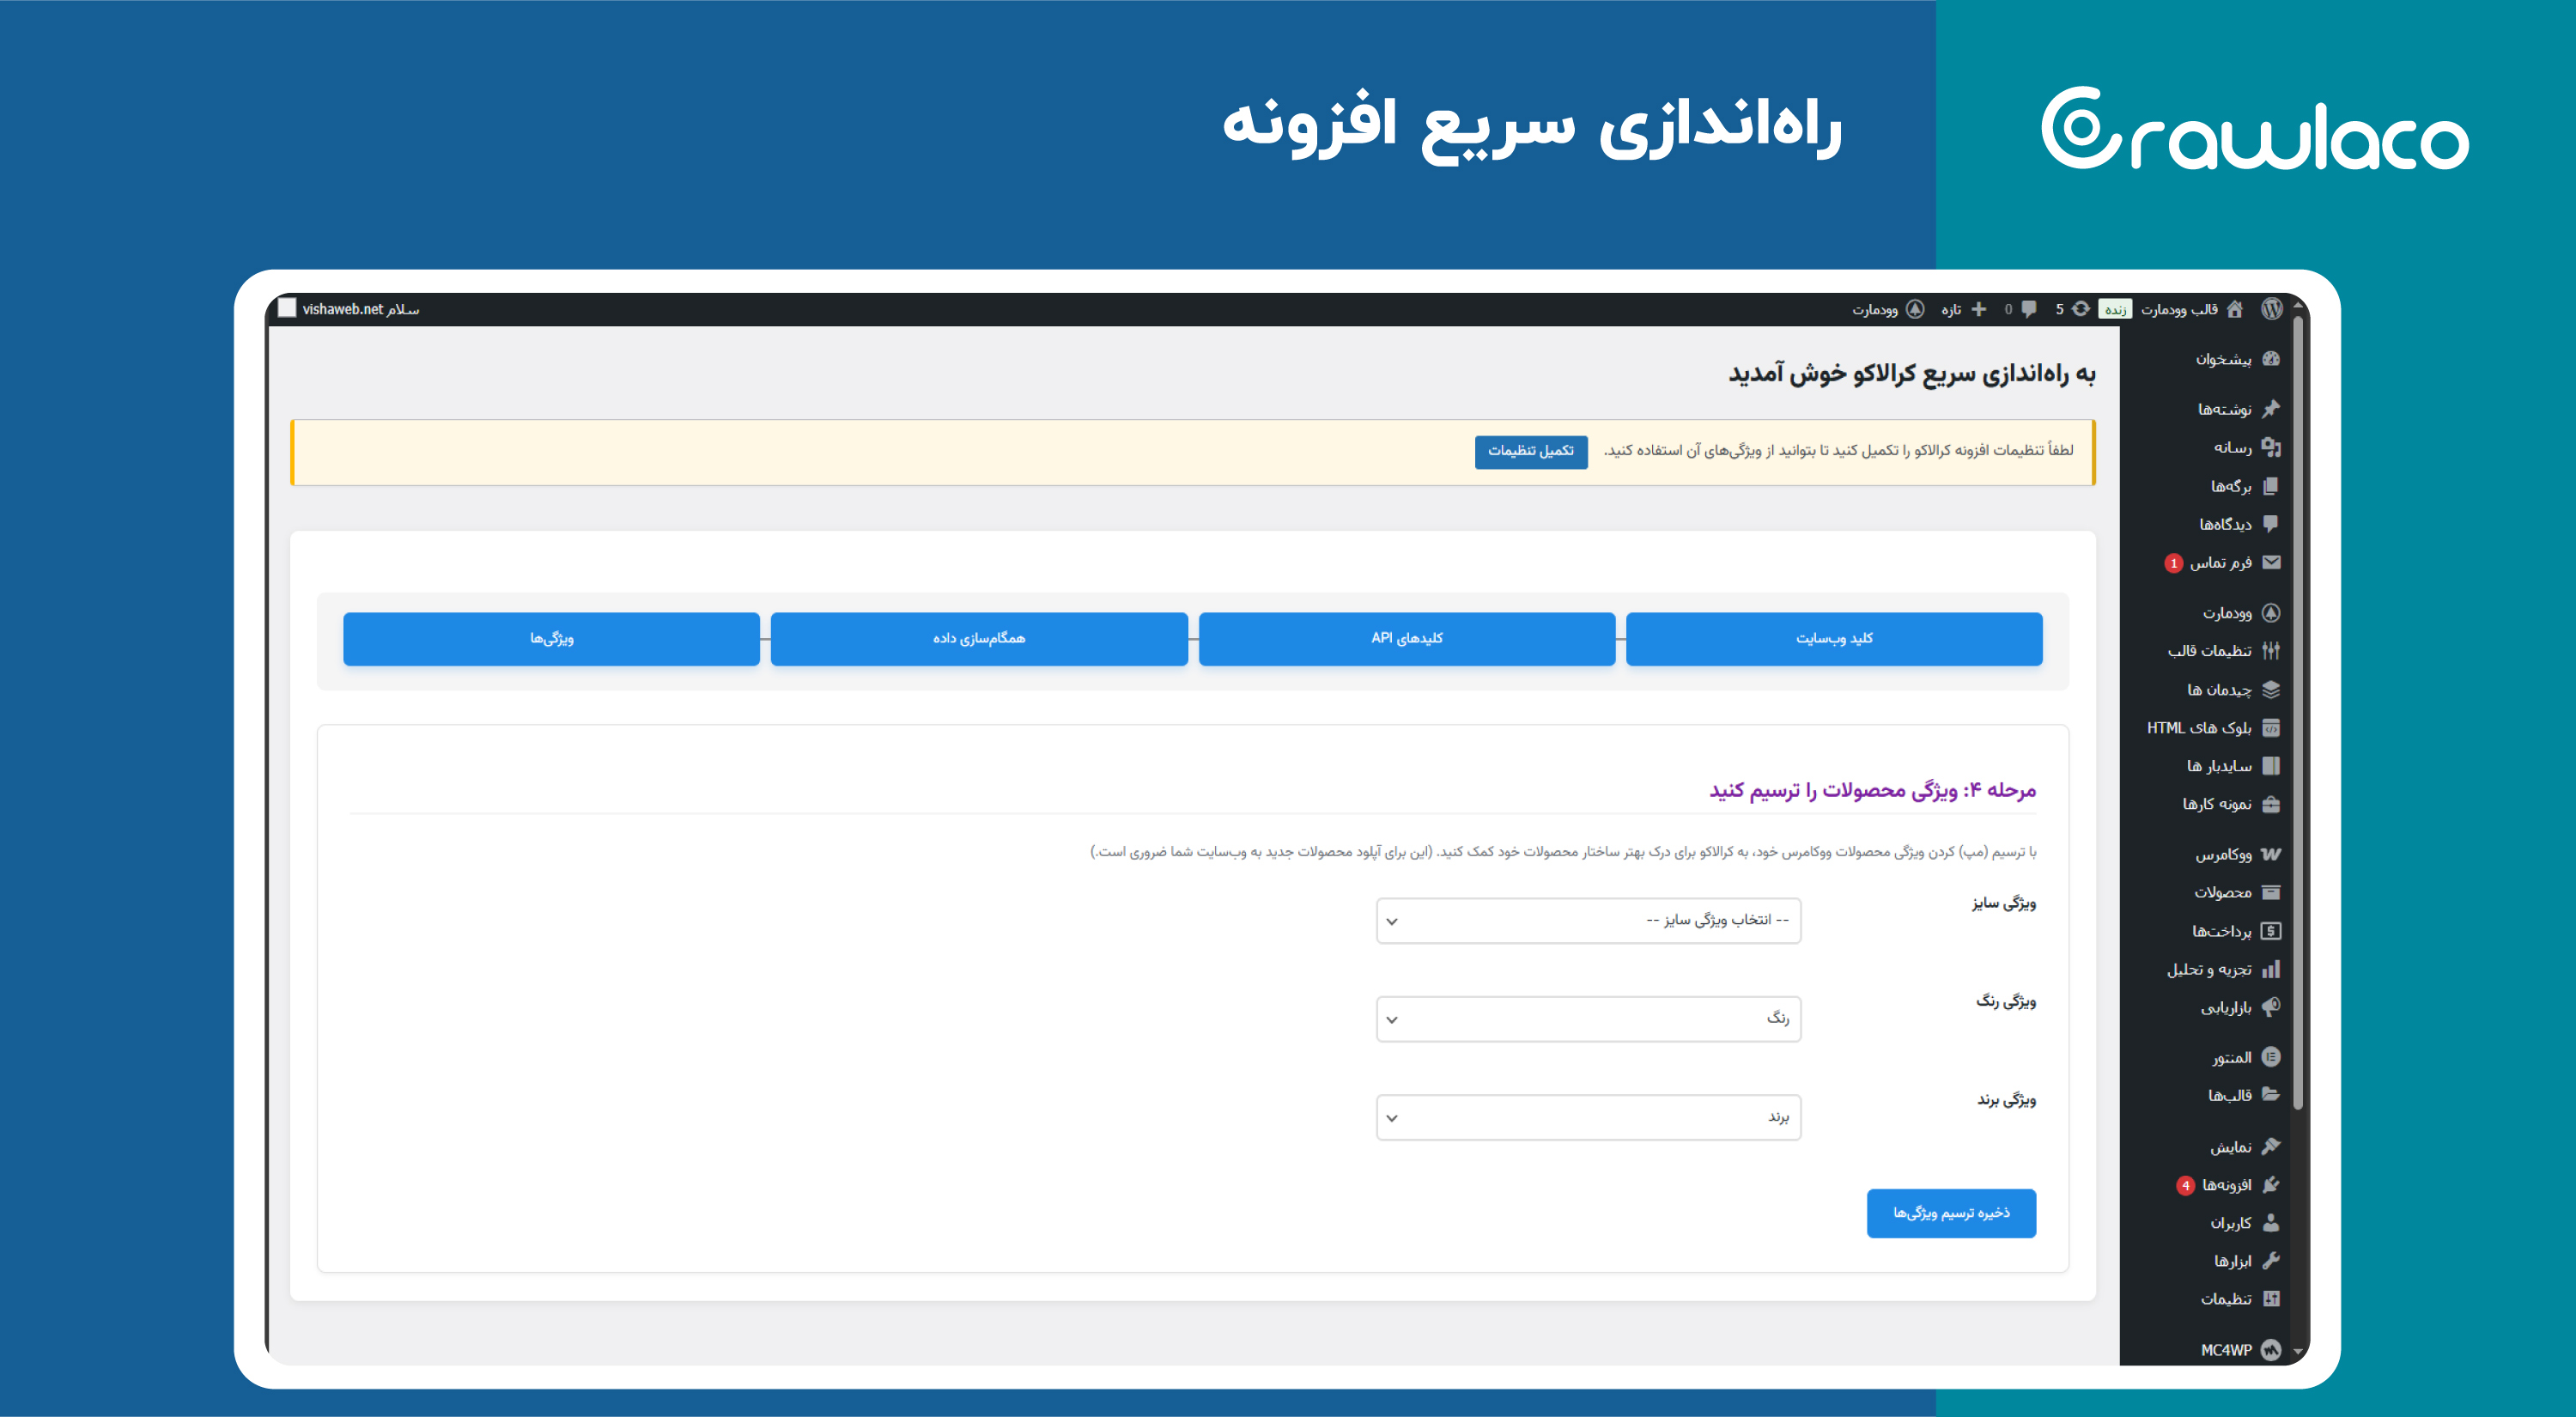 Crawlaco
راه‌اندازی سریع افزونه
قالب وودمارت زنده 5 0 تازه وودمارت
سلام vishaweb.net
پیشخوان
نوشته‌ها
رسانه
برگه‌ها
دیدگاه‌ها
فرم تماس 1
وودمارت
تنظیمات قالب
چیدمان ها
بلوک های HTML
سایدبار ها
نمونه کارها
ووکامرس
محصولات
پرداخت‌ها
تجزیه و تحلیل
بازاریابی
المنتور
قالب‌ها
نمایش
افزونه‌ها 4
کاربران
ابزارها
تنظیمات
MC4WP
به راه‌اندازی سریع کرالاکو خوش آمدید
لطفاً تنظیمات افزونه کرالاکو را تکمیل کنید تا بتوانید از ویژگی‌های آن استفاده کنید. تکمیل تنظیمات
کلید وب‌سایت کلیدهای API همگام‌سازی داده ویژگی‌ها
مرحله ۴: ویژگی محصولات را ترسیم کنید
با ترسیم (مپ) کردن ویژگی محصولات ووکامرس خود، به کرالاکو برای درک بهتر ساختار محصولات خود کمک کنید. (این برای آپلود محصولات جدید به وب‌سایت شما ضروری است.)
ویژگی سایز
-- انتخاب ویژگی سایز --
ویژگی رنگ
رنگ
ویژگی برند
برند
ذخیره ترسیم ویژگی‌ها